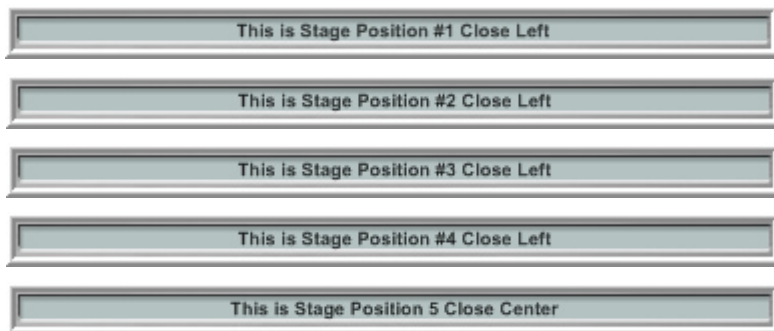 This is Stage Position #1 Close Left
This is Stage Position #2 Close Left
This is Stage Position #3 Close Left
This is Stage Position #4 Close Left
This is Stage Position 5 Close Center